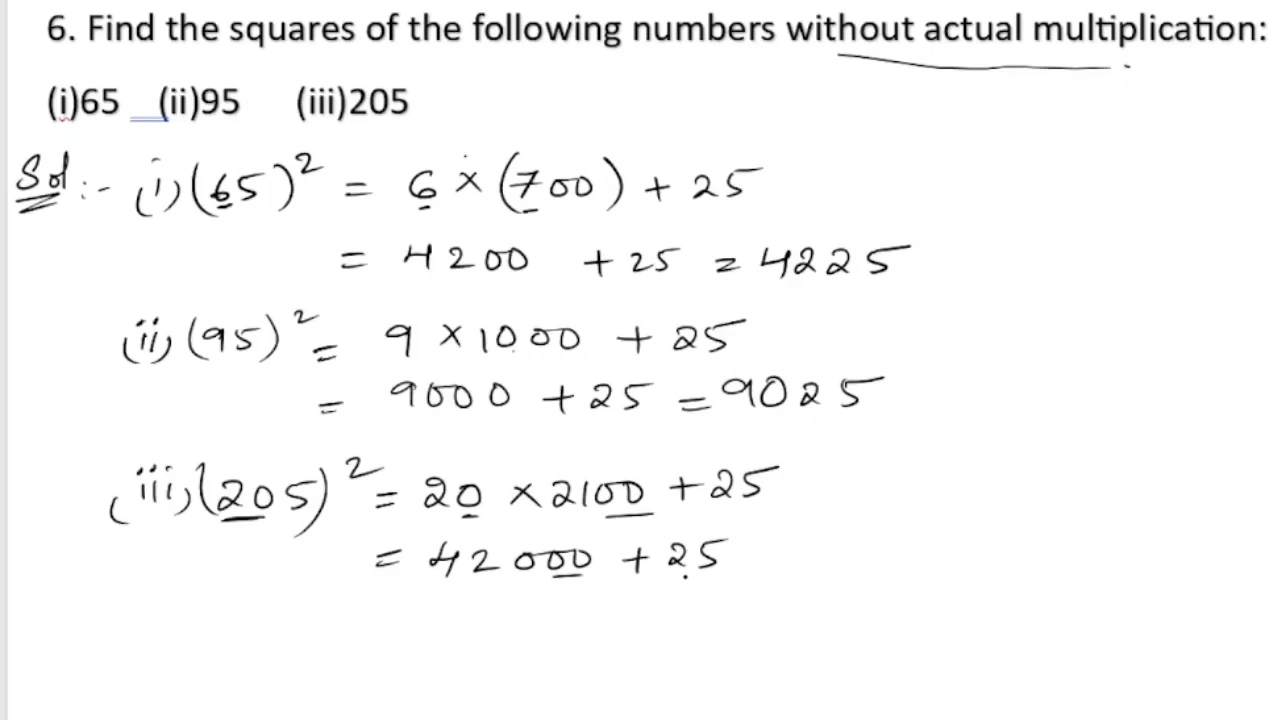 6. Find the squares of the following numbers without actual multiplication:
(i)65 (ii)95 (iii)205
Sol :- (i) (65)² = 6 × (700) + 25
= 4200 + 25 = 4225
(ii) (95)² = 9 × 1000 + 25
= 9000 + 25 = 9025
(iii) (205)² = 20 × 2100 + 25
= 42000 + 25